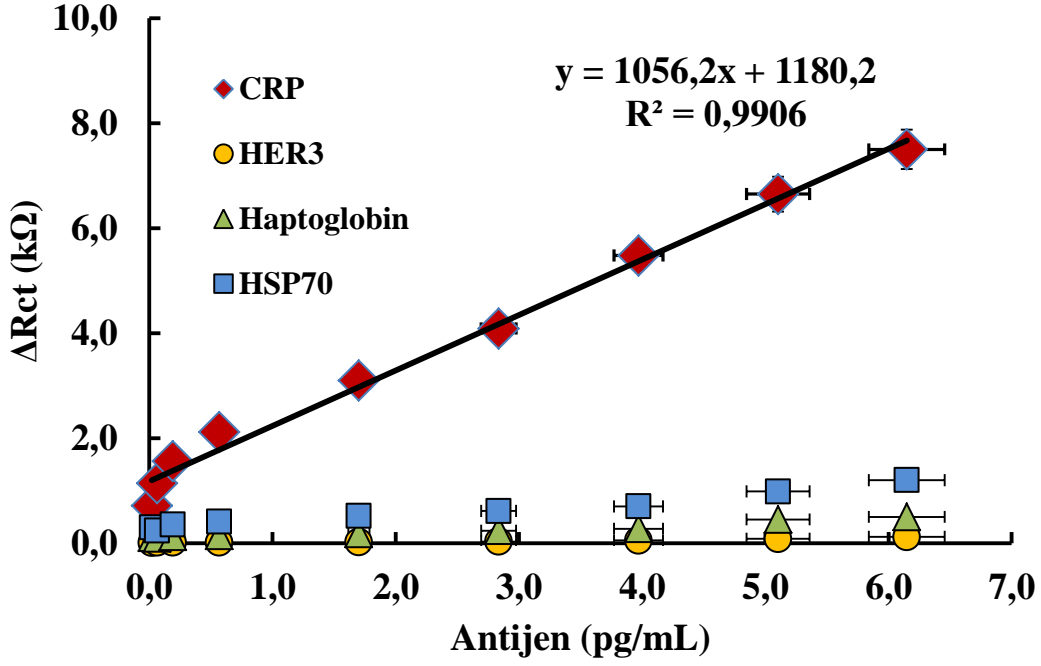 10,0
8,0
6,0
4,0
2,0
0,0
ΔRct (kΩ)
CRP
HER3
Haptoglobin
HSP70
y = 1056,2x + 1180,2
R² = 0,9906
0,0 1,0 2,0 3,0 4,0 5,0 6,0 7,0
Antijen (pg/mL)